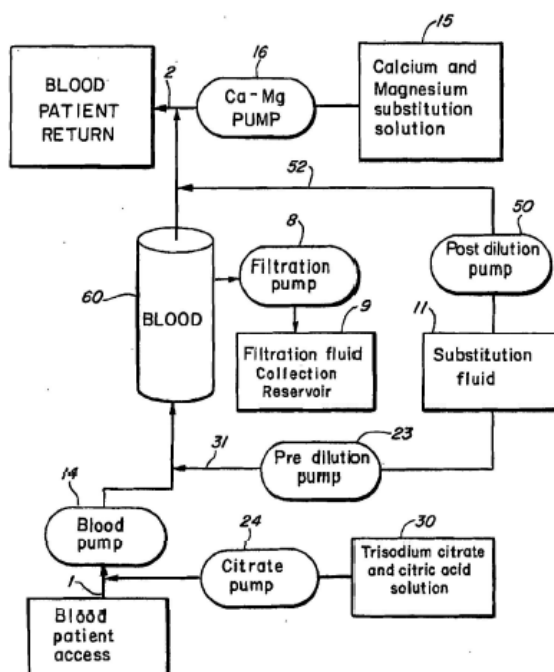 15
16
2
BLOOD
PATIENT
RETURN
Ca-Mg
PUMP
Calcium and
Magnesium
substitution
solution
52
8
50
Filtration
pump
Post dilution
pump
60
BLOOD
9
11
Filtration fluid
Collection
Reservoir
Substitution
fluid
31
23
Pre dilution
pump
14
Blood
pump
24
Citrate
pump
30
Trisodium citrate
and citric acid
solution
1
Blood
patient
access